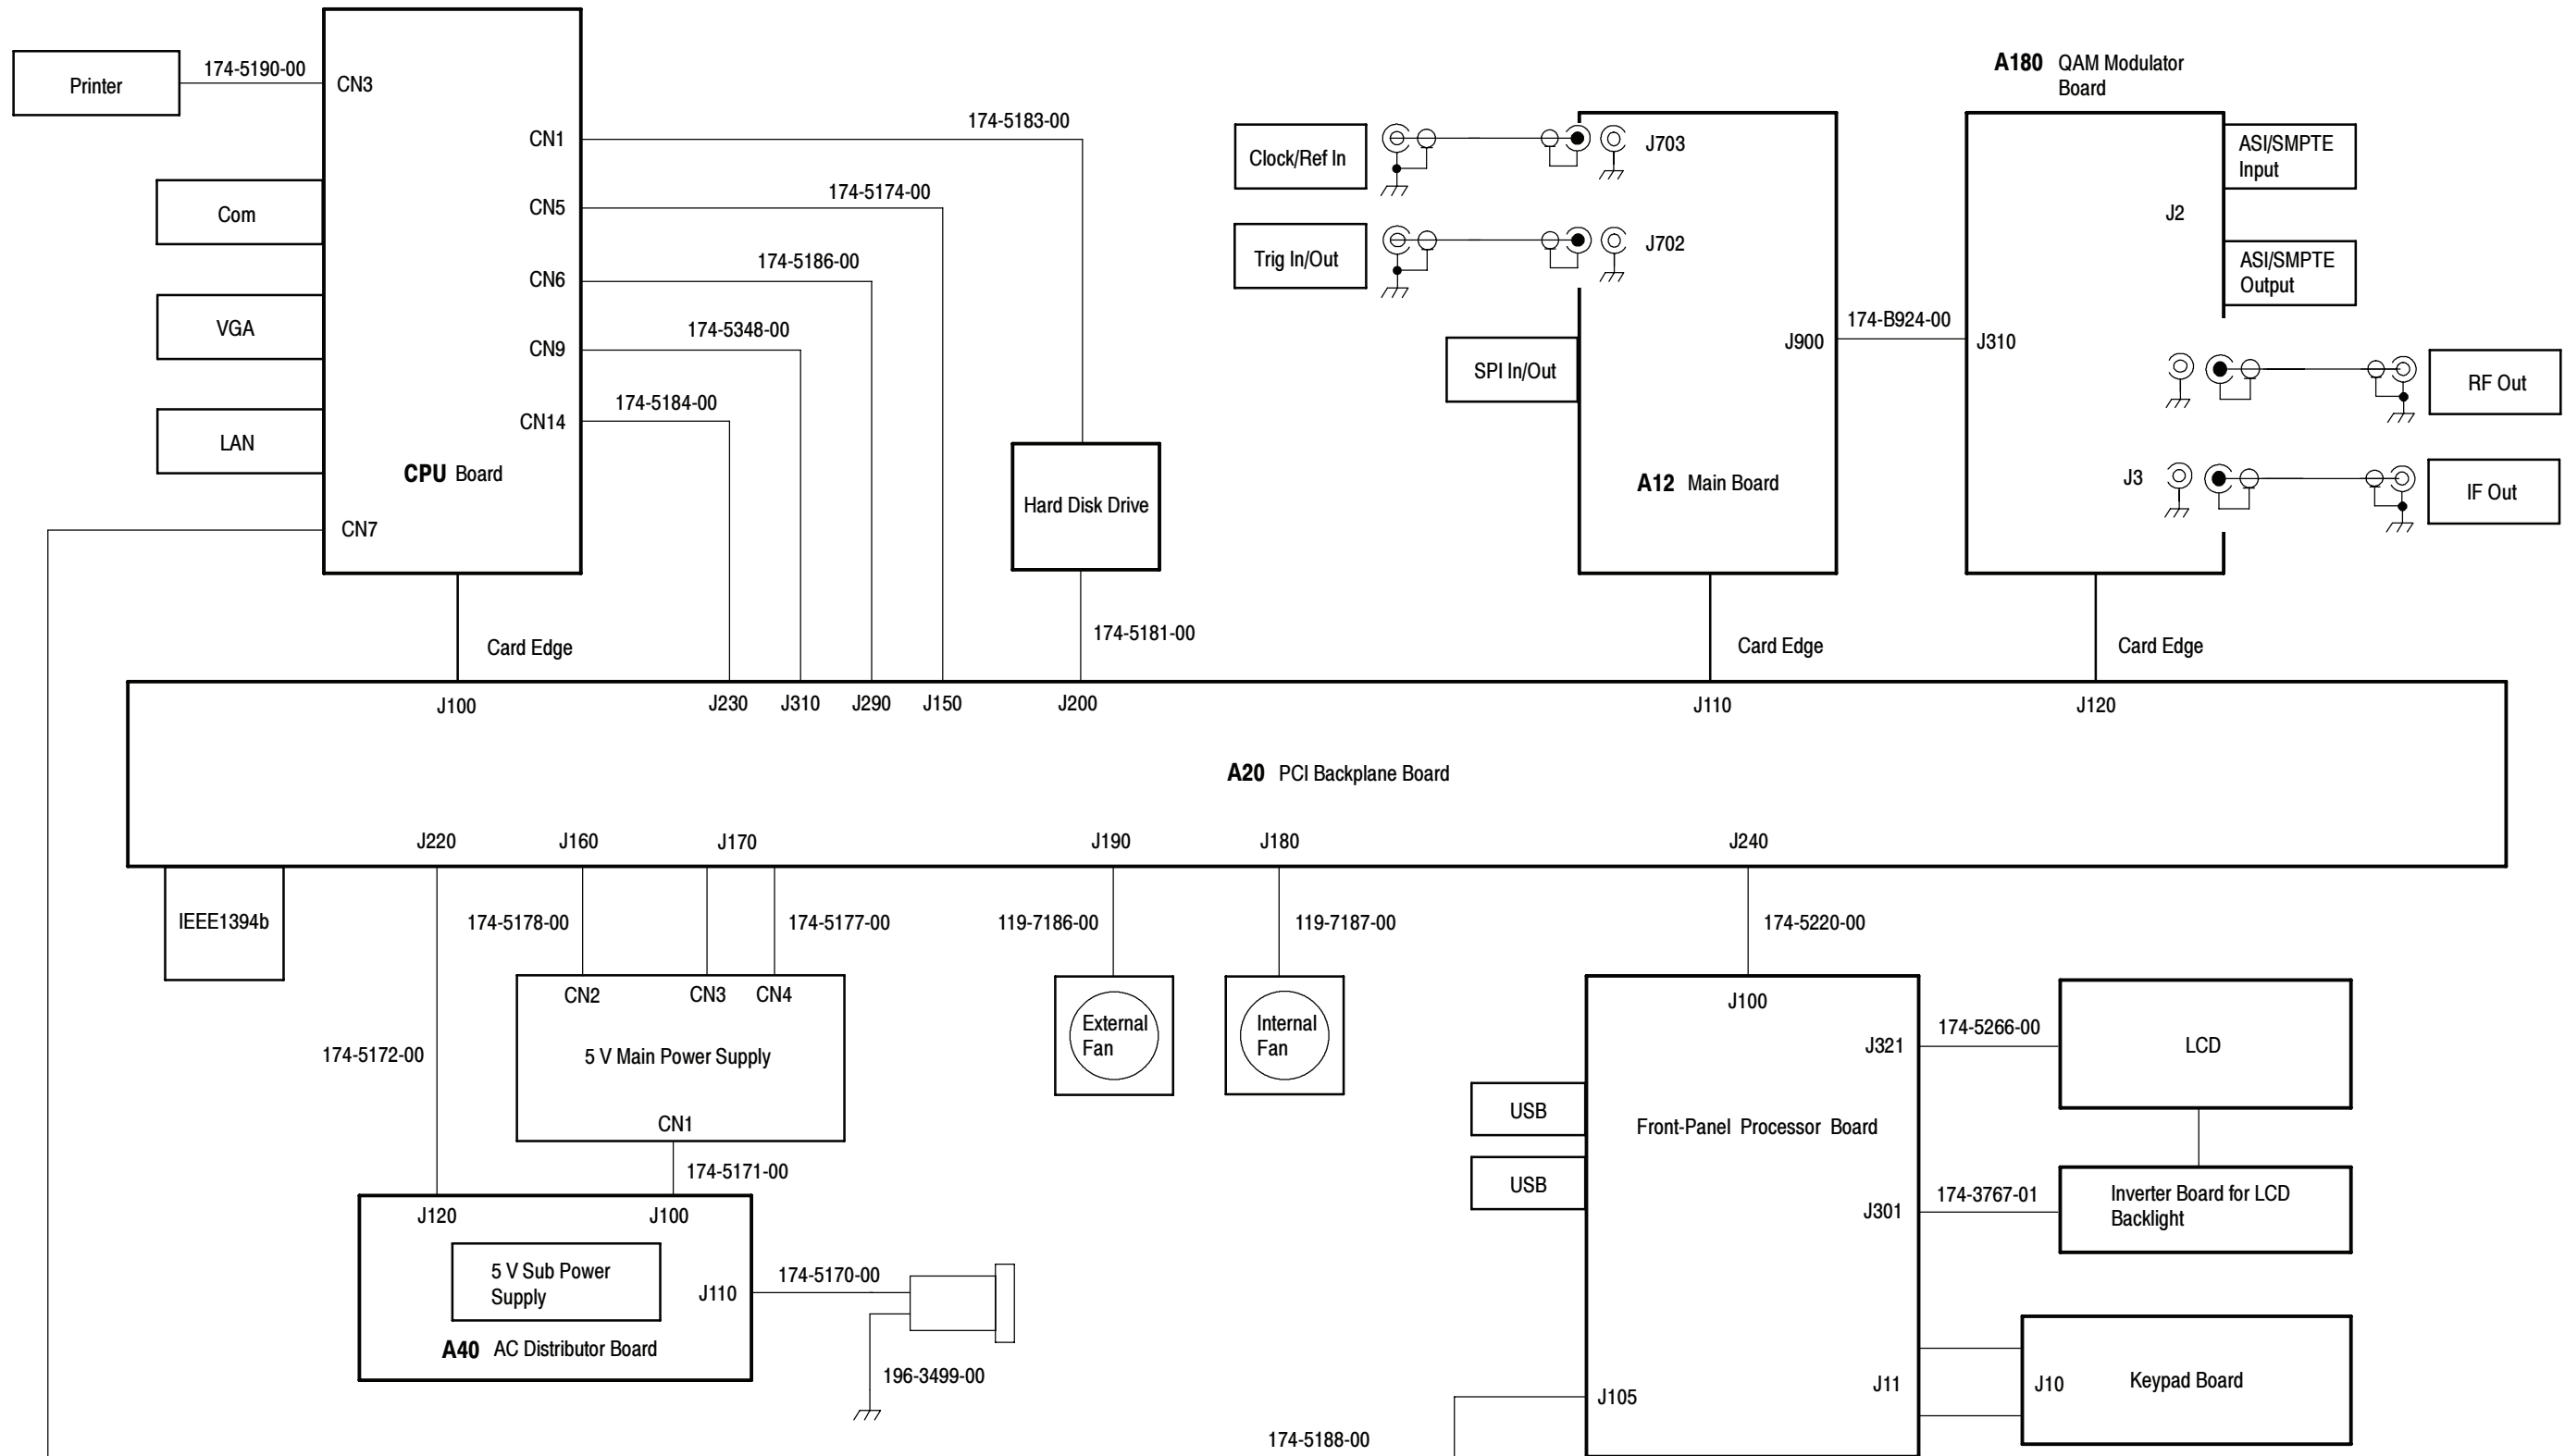 A180 QAM Modulator
Board
Printer
174-5190-00
CN3
174-5183-00
CN1
Clock/Ref In
J703
ASI/SMPTE
Input
174-5174-00
Com
CN5
J2
Trig In/Out
J702
ASI/SMPTE
Output
174-5186-00
CN6
VGA
174-5348-00
CN9
174-B924-00
J900
J310
SPI In/Out
RF Out
174-5184-00
CN14
LAN
CPU Board
Hard Disk Drive
A12 Main Board
J3
IF Out
CN7
Card Edge
174-5181-00
Card Edge
Card Edge
J100
J230
J310
J290
J150
J200
J110
J120
A20 PCI Backplane Board
J220
J160
J170
J190
J180
J240
IEEE1394b
174-5178-00
174-5177-00
119-7186-00
119-7187-00
174-5220-00
CN2
CN3
CN4
J100
External
Fan
Internal
Fan
174-5266-00
J321
LCD
174-5172-00
5 V Main Power Supply
USB
Front-Panel Processor Board
CN1
174-5171-00
USB
174-3767-01
J301
Inverter Board for LCD
Backlight
J120
J100
5 V Sub Power
Supply
174-5170-00
J110
A40 AC Distributor Board
196-3499-00
J105
J11
J10
Keypad Board
174-5188-00